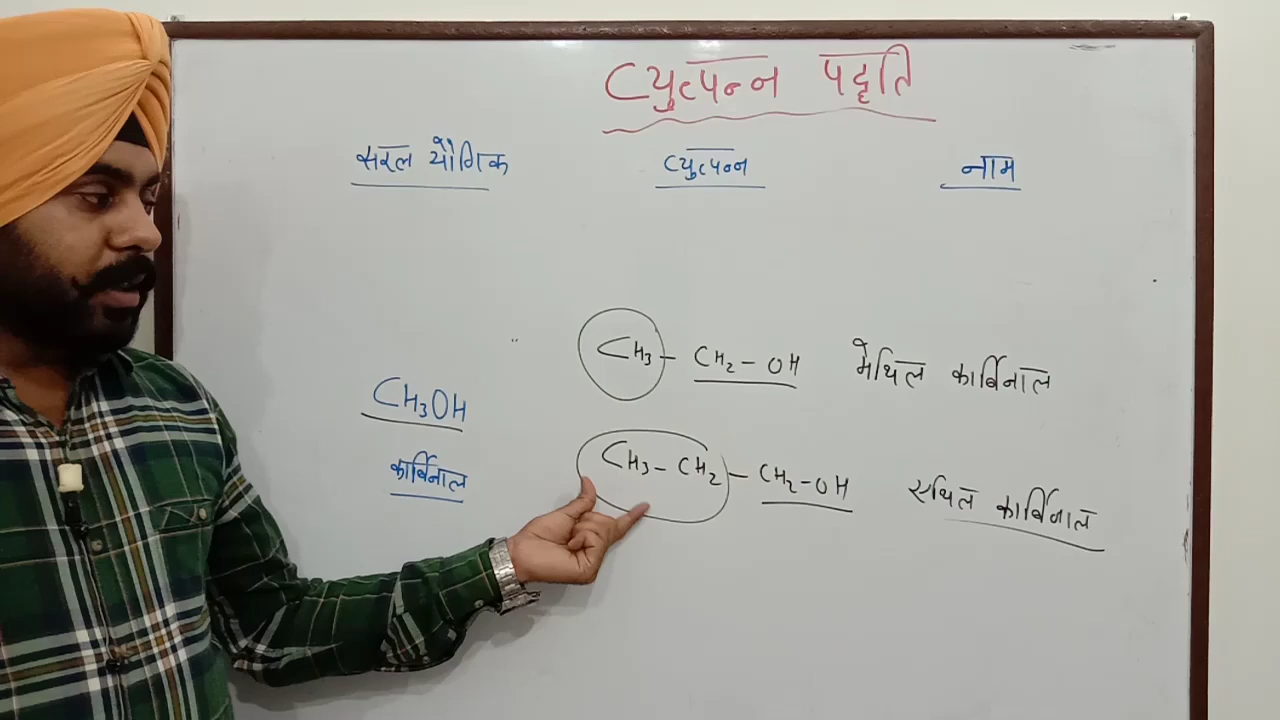 व्युत्पन्न पद्धति
सरल यौगिक व्युत्पन्न नाम
CH₃ – CH₂ – OH मेथिल कार्बिनाल
CH₃OH
कार्बिनाल
CH₃ – CH₂ – CH₂ – OH एथिल कार्बिनाल